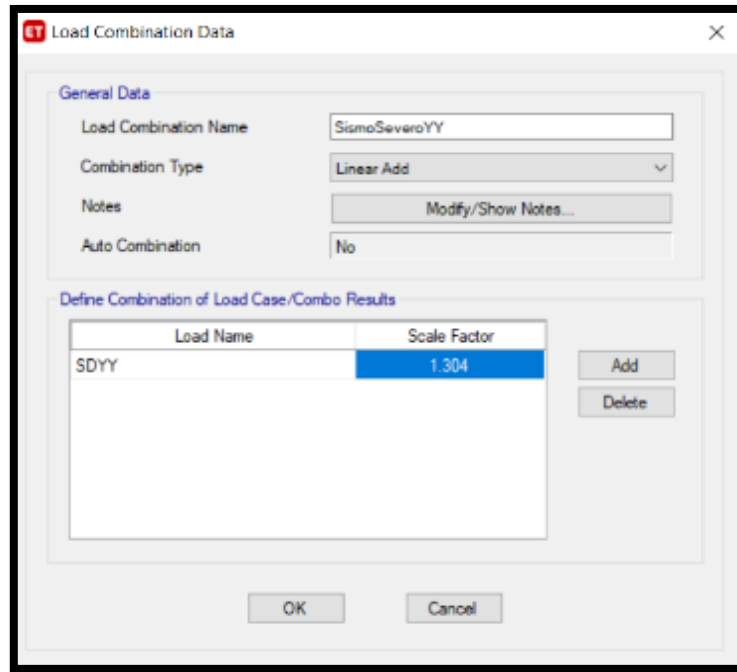 ET Load Combination Data
General Data
Load Combination Name SismoSeveroYY
Combination Type Linear Add
Notes Modify/Show Notes...
Auto Combination No
Define Combination of Load Case/Combo Results
Load Name Scale Factor
SDYY 1.304 Add
Delete
OK Cancel